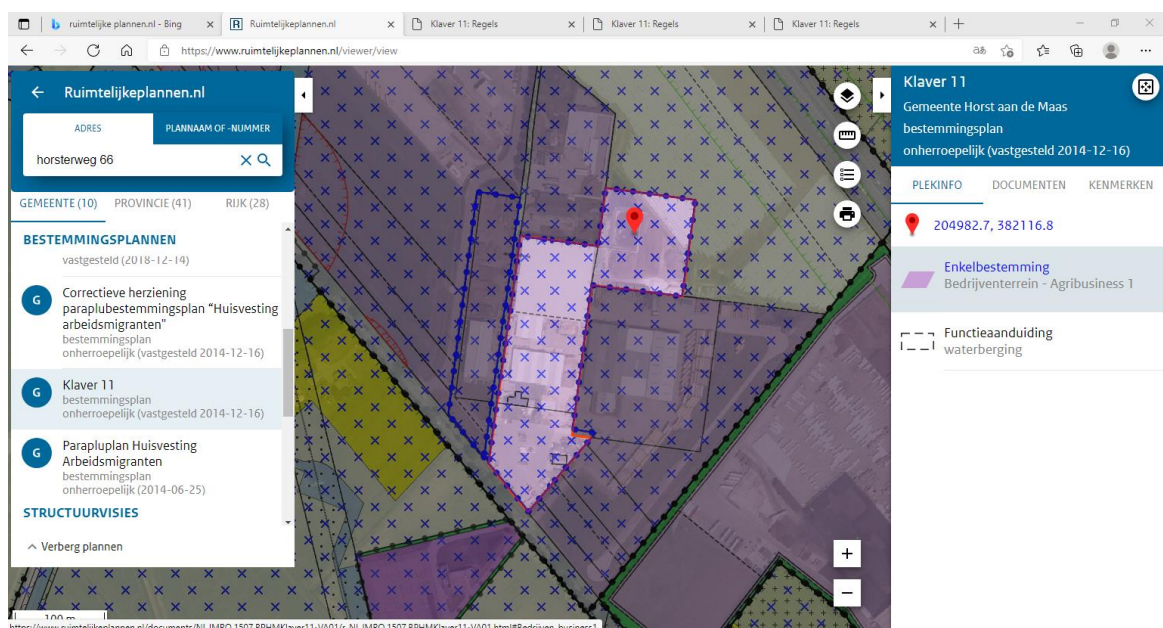 ruimtelijke plannen.nl - Bing
Ruimtelijkeplannen.nl
Klaver 11: Regels
Klaver 11: Regels
Klaver 11: Regels
https://www.ruimtelijkeplannen.nl/viewer/view
Ruimtelijkeplannen.nl
ADRES
PLANNAAM OF -NUMMER
horsterweg 66
GEMEENTE (10)
PROVINCIE (41)
RIJK (28)
BESTEMMINGSPLANNEN
vastgesteld (2018-12-14)
G
Correctieve herziening
paraplubestemmingsplan "Huisvesting
arbeidsmigranten"
bestemmingsplan
onherroepelijk (vastgesteld 2014-12-16)
G
Klaver 11
bestemmingsplan
onherroepelijk (vastgesteld 2014-12-16)
G
Parapluplan Huisvesting
Arbeidsmigranten
bestemmingsplan
onherroepelijk (2014-06-25)
STRUCTUURVISIES
Verberg plannen
100 m
Klaver 11
Gemeente Horst aan de Maas
bestemmingsplan
onherroepelijk (vastgesteld 2014-12-16)
PLEKINFO
DOCUMENTEN
KENMERKEN
204982.7, 382116.8
Enkelbestemming
Bedrijventerrein - Agribusiness 1
Functieaanduiding
waterberging